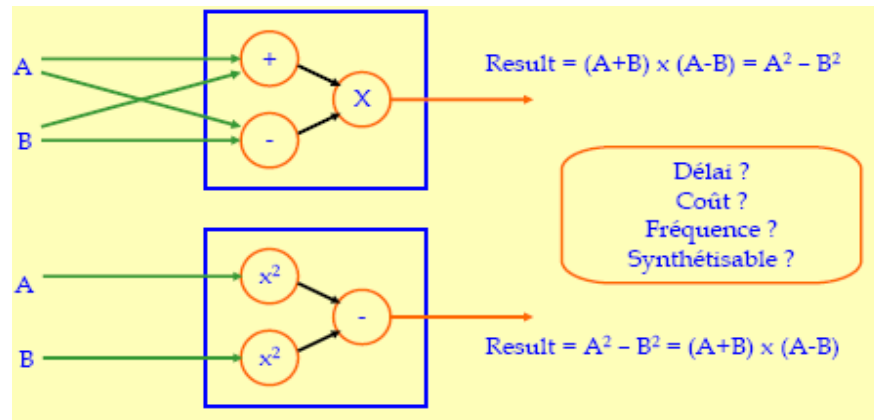 A
B
+
-
X
Result = (A+B) x (A-B) = A² – B²
Délai ?
Coût ?
Fréquence ?
Synthétisable ?
A
B
x²
x²
-
Result = A² – B² = (A+B) x (A-B)